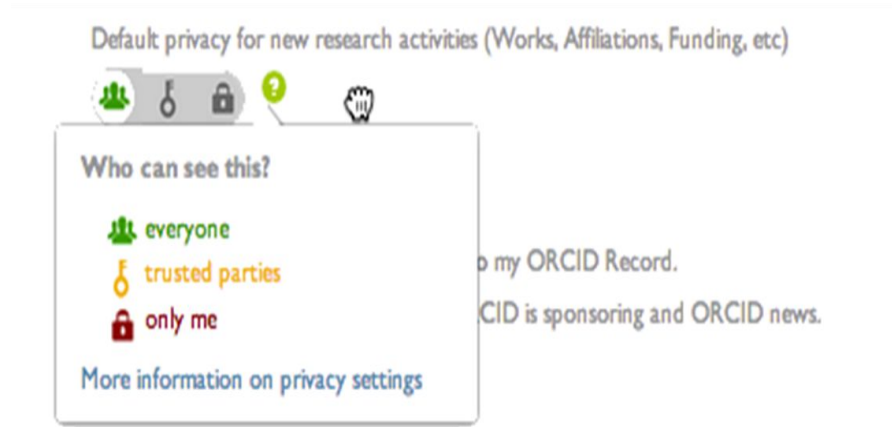 Default privacy for new research activities (Works, Affiliations, Funding, etc)
?
Who can see this?
everyone
trusted parties
only me
More information on privacy settings
o my ORCID Record.
CID is sponsoring and ORCID news.